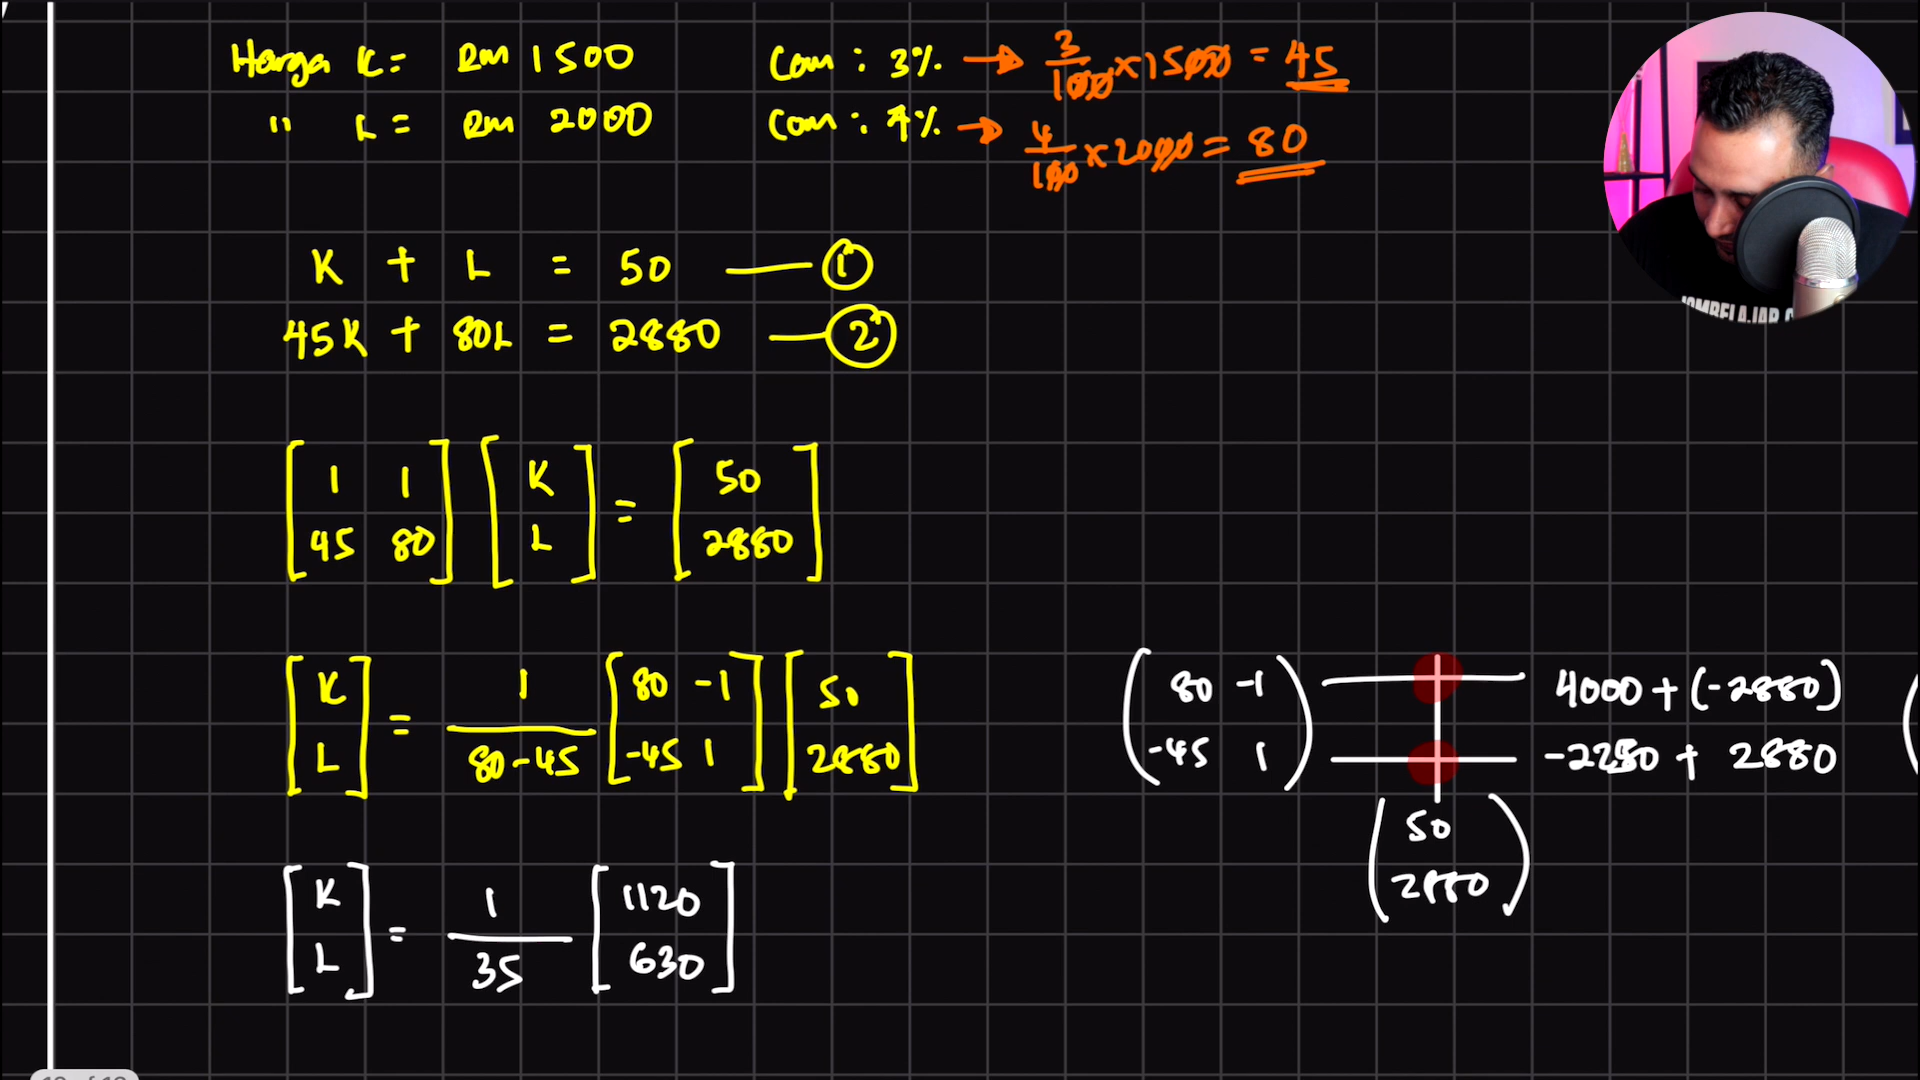 Harga K = RM 1500 Com : 3% → 3/100 × 1500 = 45
" L = RM 2000 Com : 4% → 4/100 × 2000 = 80
K + L = 50 — ①
45K + 80L = 2880 — ②
[1 1] [K] = [50]
[45 80] [L] [2880]
[K] = 1 [80 -1] [50]
[L] 80-45 [-45 1] [2880]
(80 -1) 4000 + (-2880)
(-45 1) -2250 + 2880
(50)
(2880)
[K] = 1 [1120]
[L] 35 [630]